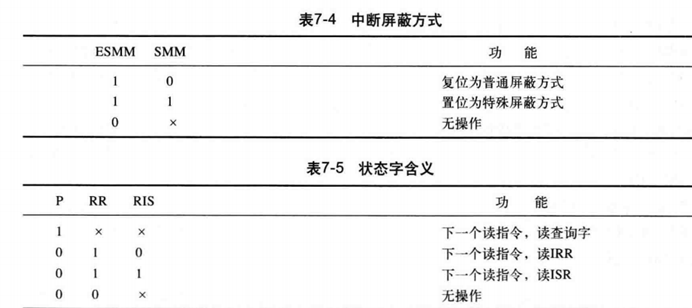 表7-4 中断屏蔽方式
ESMM SMM 功 能
1 0 复位为普通屏蔽方式
1 1 置位为特殊屏蔽方式
0 × 无操作
表7-5 状态字含义
P RR RIS 功 能
1 × × 下一个读指令，读查询字
0 1 0 下一个读指令，读IRR
0 1 1 下一个读指令，读ISR
0 0 × 无操作